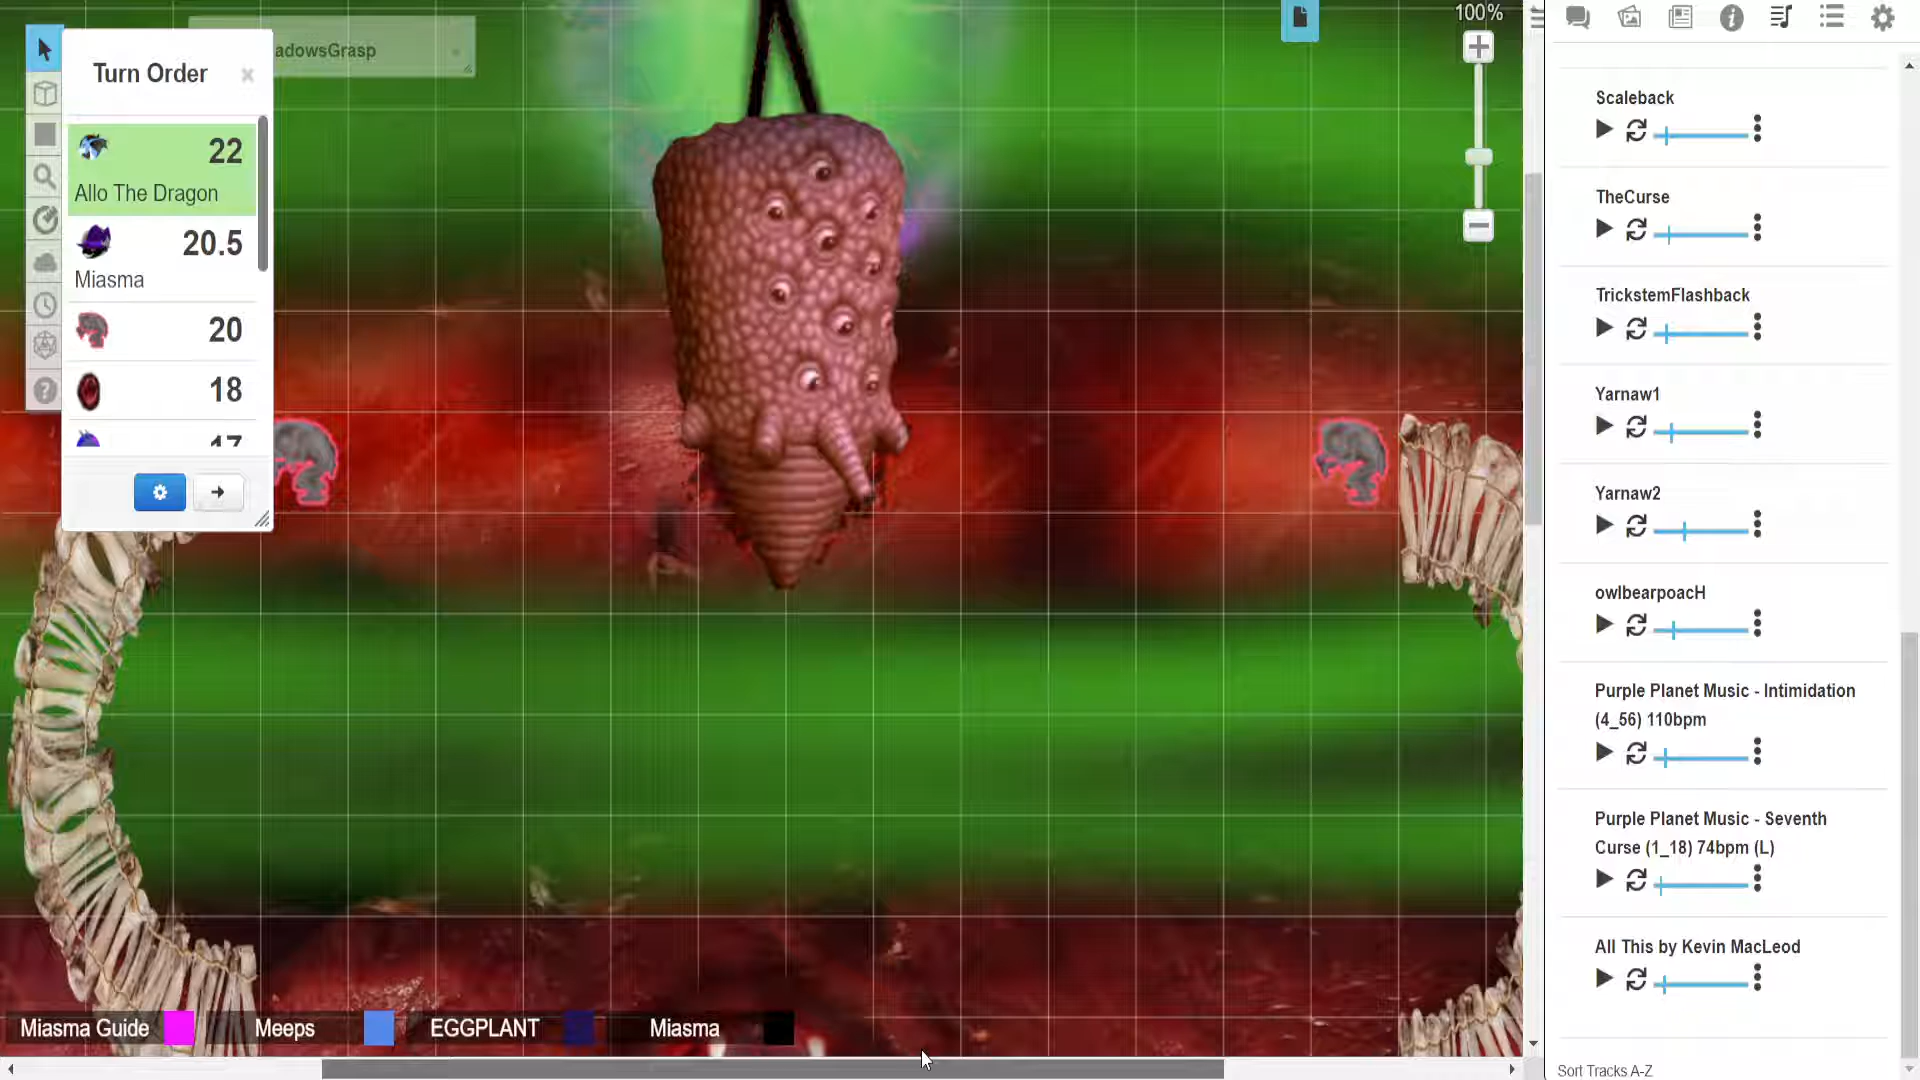 Turn Order
×
22
Allo The Dragon
20.5
Miasma
20
18
17
adowsGrasp
100%
Scaleback
TheCurse
TrickstemFlashback
Yarnaw1
Yarnaw2
owlbearpoacH
Purple Planet Music - Intimidation
(4_56) 110bpm
Purple Planet Music - Seventh
Curse (1_18) 74bpm (L)
All This by Kevin MacLeod
Sort Tracks A-Z
Miasma Guide
Meeps
EGGPLANT
Miasma